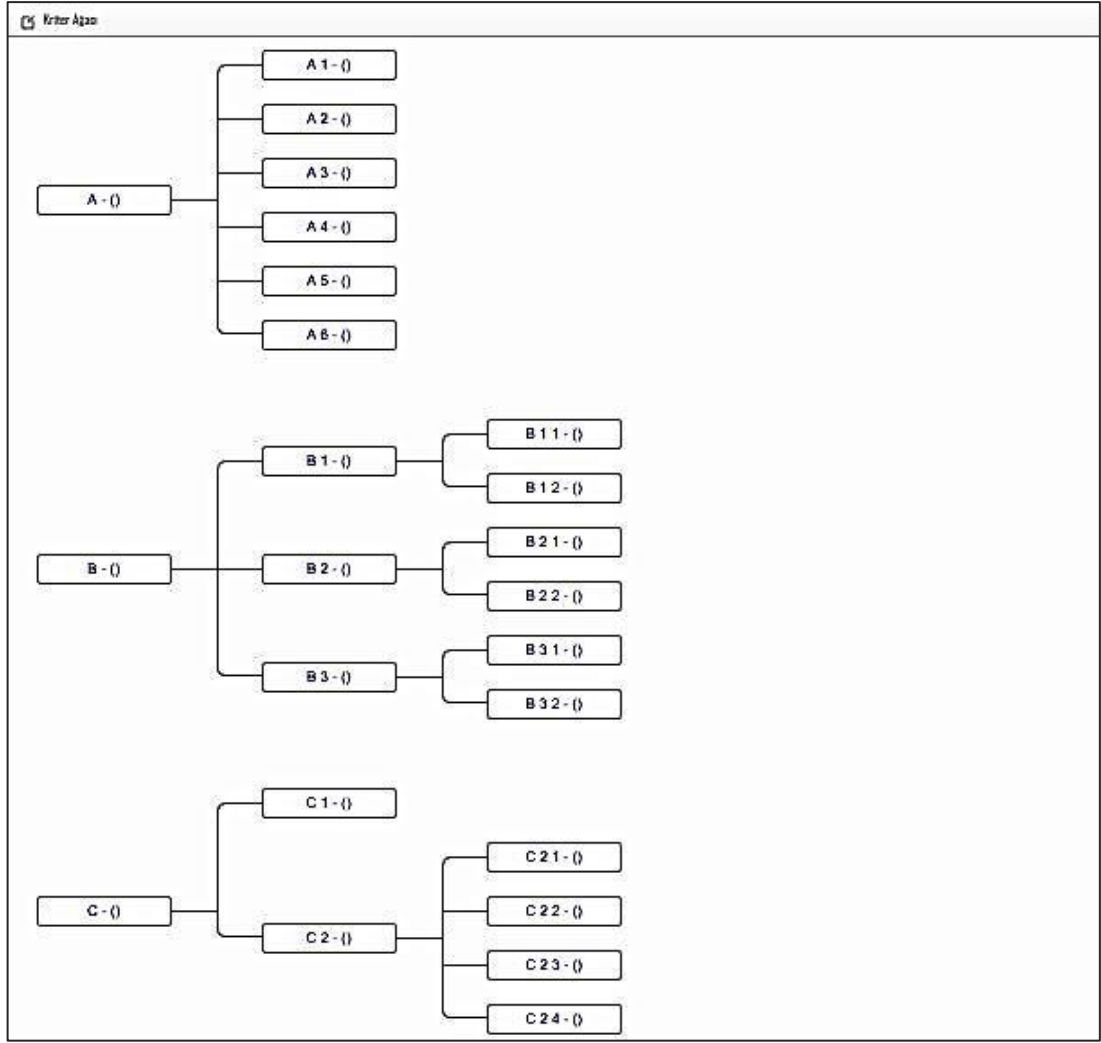 Kriter Ağacı
A 1 - ()
A 2 - ()
A 3 - ()
A - ()
A 4 - ()
A 5 - ()
A 6 - ()
B 1 1 - ()
B 1 - ()
B 1 2 - ()
B 2 1 - ()
B - ()
B 2 - ()
B 2 2 - ()
B 3 1 - ()
B 3 - ()
B 3 2 - ()
C 1 - ()
C 2 1 - ()
C - ()
C 2 2 - ()
C 2 - ()
C 2 3 - ()
C 2 4 - ()